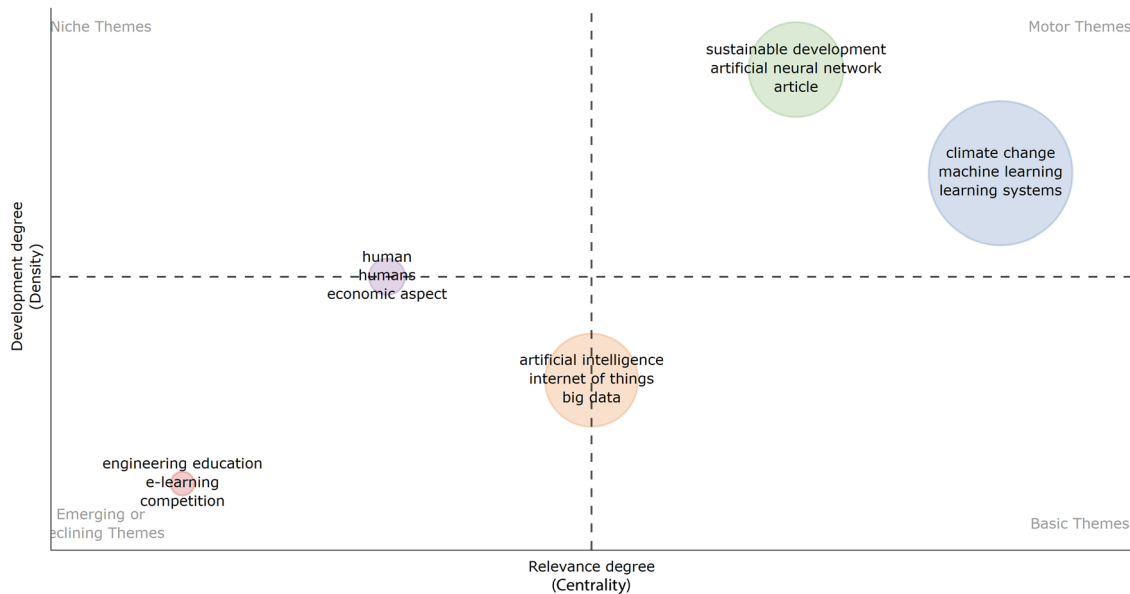 Niche Themes
Motor Themes
sustainable development
artificial neural network
article
climate change
machine learning
learning systems
human
humans
economic aspect
artificial intelligence
internet of things
big data
engineering education
e-learning
competition
Emerging or
eclining Themes
Basic Themes
Development degree
(Density)
Relevance degree
(Centrality)